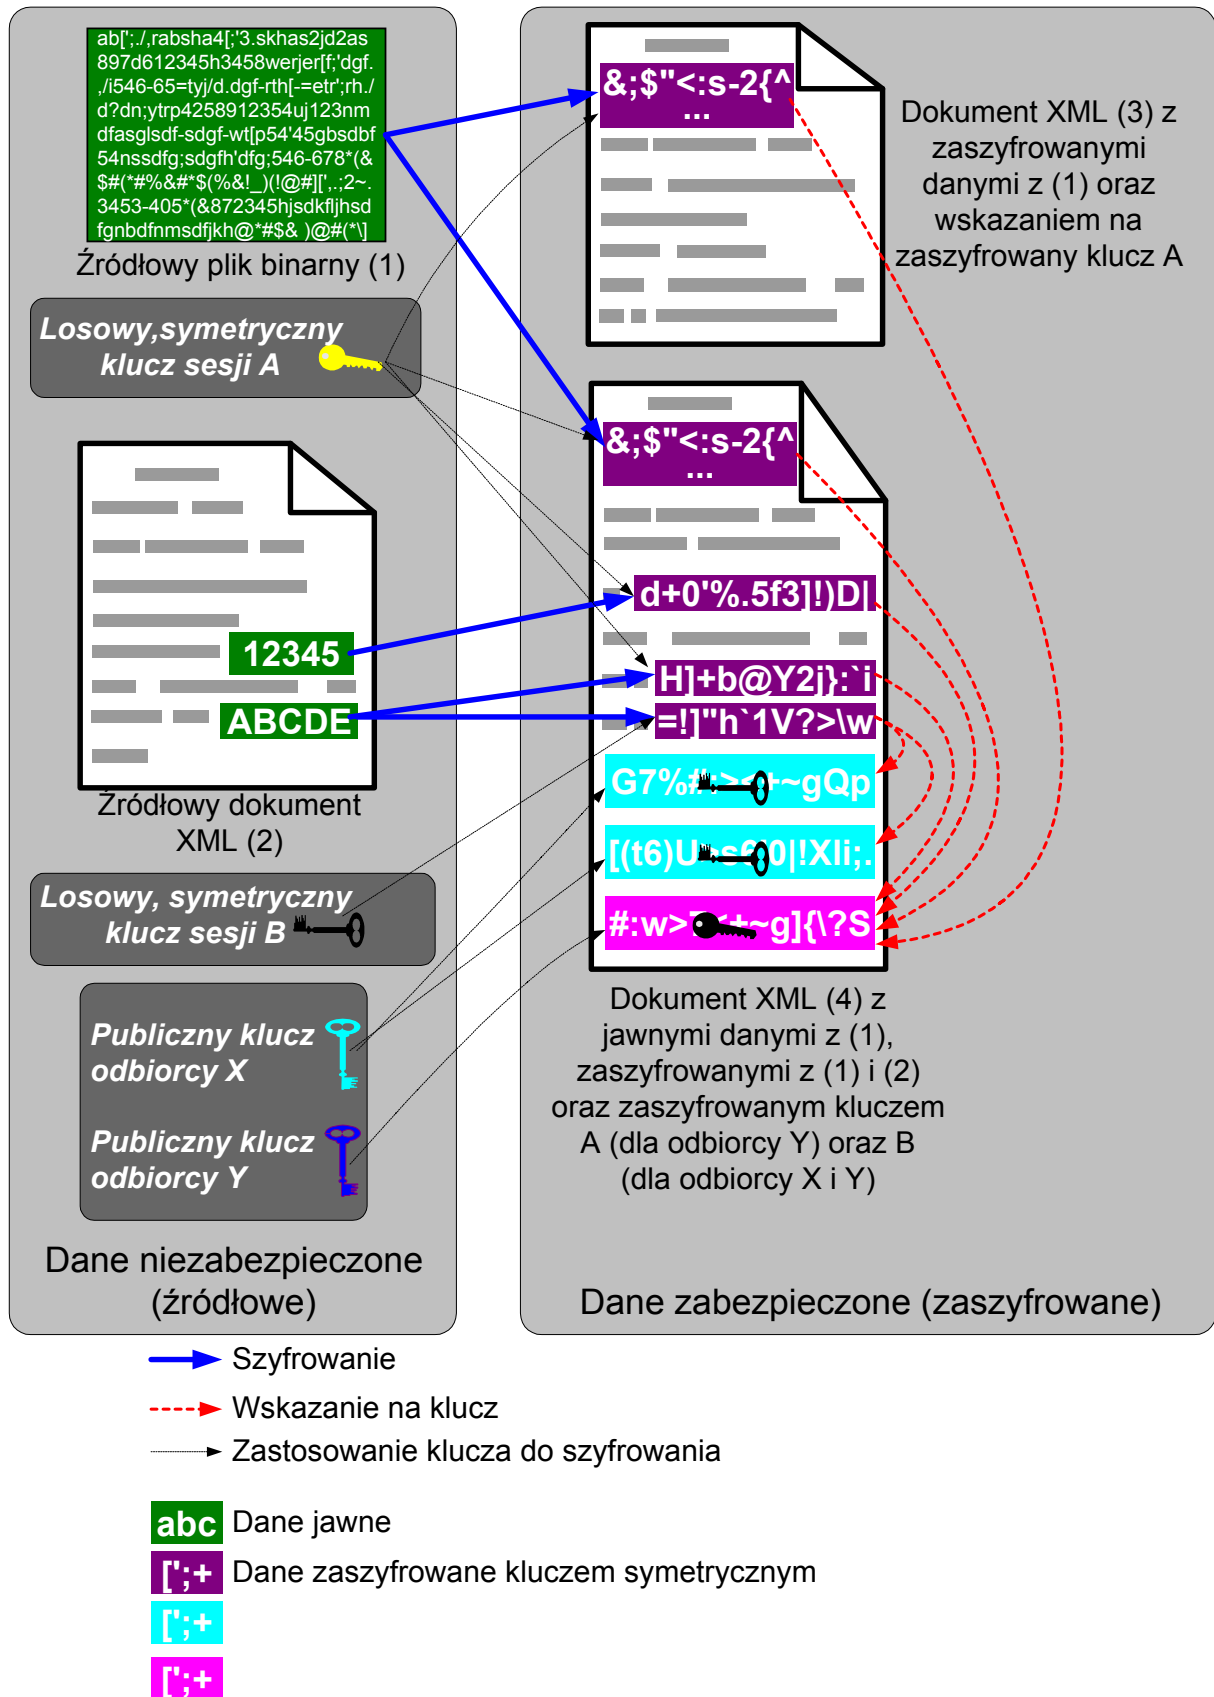 ab[';./,rabsha4[;'3.skhas2jd2as
897d612345h3458werjer[f;'dgf.
,/i546-65=tyj/d.dgf-rth[-=etr';rh./
d?dn;ytrp4258912354uj123nm
dfasglsdf-sdgf-wt[p54'45gbsdbf
54nssdfg;sdgfh'dfg;546-678*(&
$#(*#%&#*$(%&!_)(!@#][',.;2~.
3453-405*(&872345hjsdkfljhsd
fgnbdfnmsdfjkh@*#$& )@#(*\]
Źródłowy plik binarny (1)
Losowy,symetryczny
klucz sesji A
12345
ABCDE
Źródłowy dokument
XML (2)
Losowy, symetryczny
klucz sesji B
Publiczny klucz
odbiorcy X
Publiczny klucz
odbiorcy Y
Dane niezabezpieczone
(źródłowe)
&;$"<:s-2{^
...
Dokument XML (3) z
zaszyfrowanymi
danymi z (1) oraz
wskazaniem na
zaszyfrowany klucz A
&;$"<:s-2{^
...
d+0'%.5f3]!)D|
H]+b@Y2j}:`i
=!]"h`1V?>\w
Dokument XML (4) z
jawnymi danymi z (1),
zaszyfrowanymi z (1) i (2)
oraz zaszyfrowanym kluczem
A (dla odbiorcy Y) oraz B
(dla odbiorcy X i Y)
Dane zabezpieczone (zaszyfrowane)
Szyfrowanie
Wskazanie na klucz
Zastosowanie klucza do szyfrowania
abc Dane jawne
[';+ Dane zaszyfrowane kluczem symetrycznym
[';+
[';+